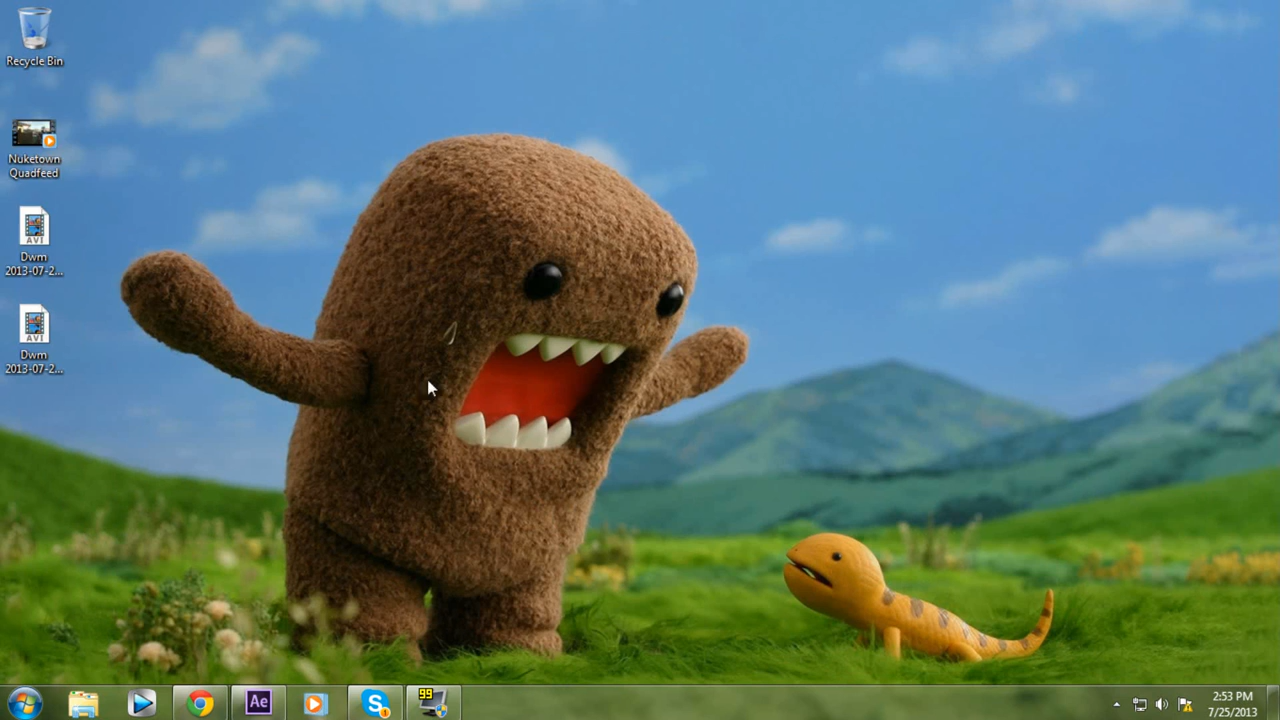 Recycle Bin
Nuketown
Quadfeed
AVI
Dwm
2013-07-2...
AVI
Dwm
2013-07-2...
Ae
S
99
2:53 PM
7/25/2013